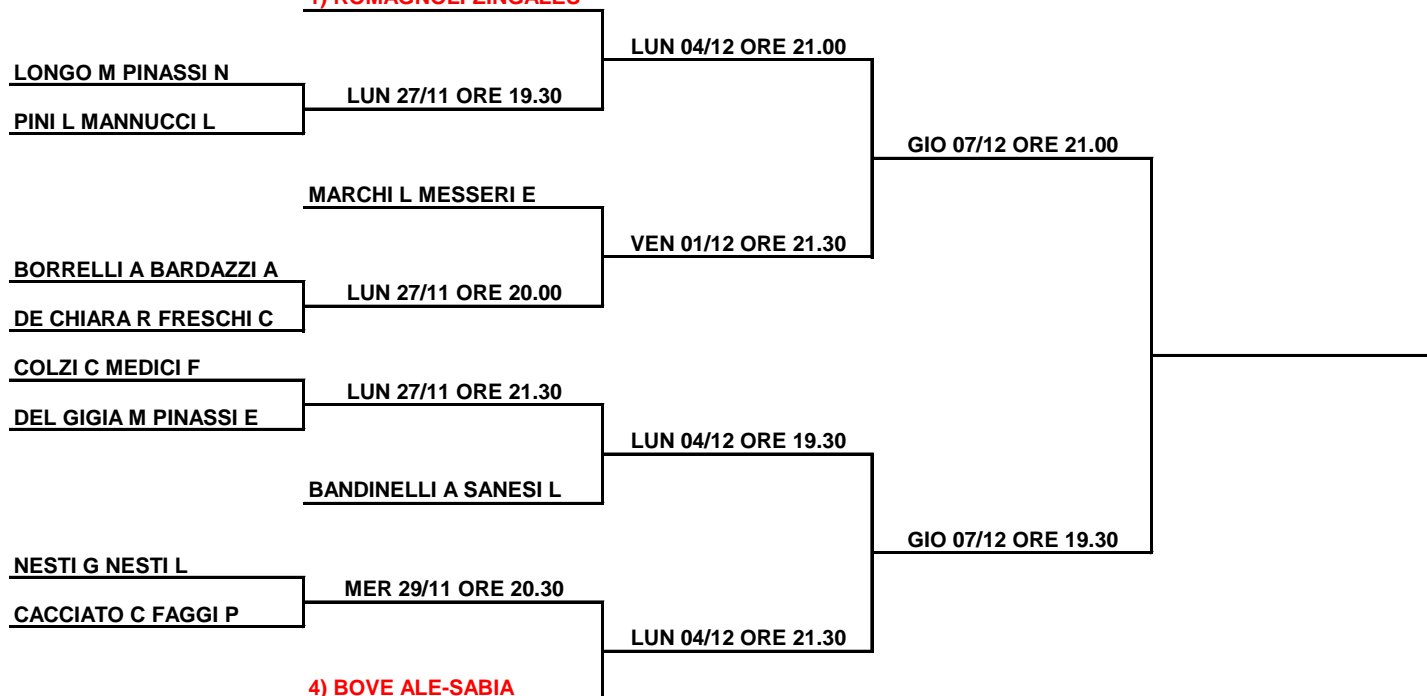 LUN 04/12 ORE 21.00
LONGO M PINASSI N
LUN 27/11 ORE 19.30
PINI L MANNUCCI L
GIO 07/12 ORE 21.00
MARCHI L MESSERI E
VEN 01/12 ORE 21.30
BORRELLI A BARDAZZI A
LUN 27/11 ORE 20.00
DE CHIARA R FRESCHI C
COLZI C MEDICI F
LUN 27/11 ORE 21.30
DEL GIGIA M PINASSI E
LUN 04/12 ORE 19.30
BANDINELLI A SANESI L
GIO 07/12 ORE 19.30
NESTI G NESTI L
MER 29/11 ORE 20.30
CACCIATO C FAGGI P
LUN 04/12 ORE 21.30
4) BOVE ALE-SABIA